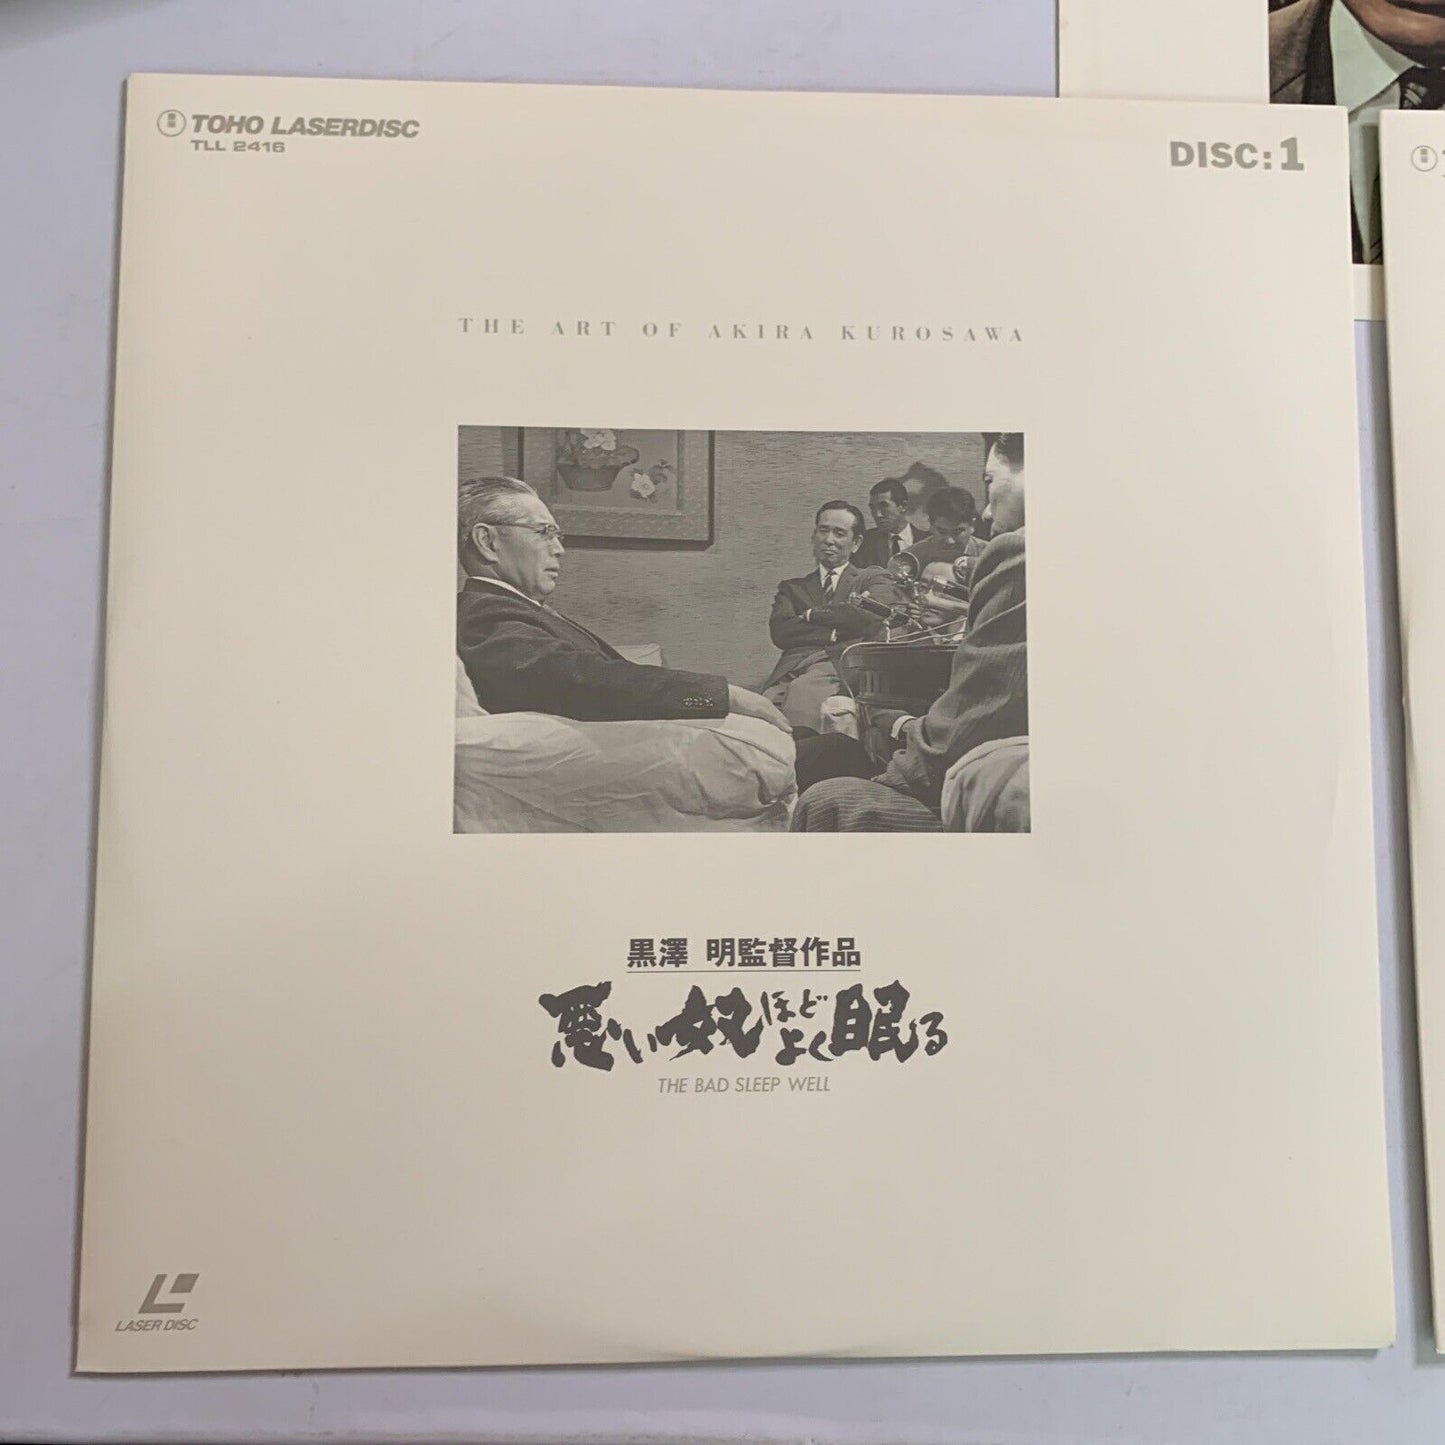 TOHO LASERDISC
TLL 2416
DISC:1
THE ART OF AKIRA KUROSAWA
黒澤 明監督作品
悪い奴ほどよく眠る
THE BAD SLEEP WELL
LASER DISC